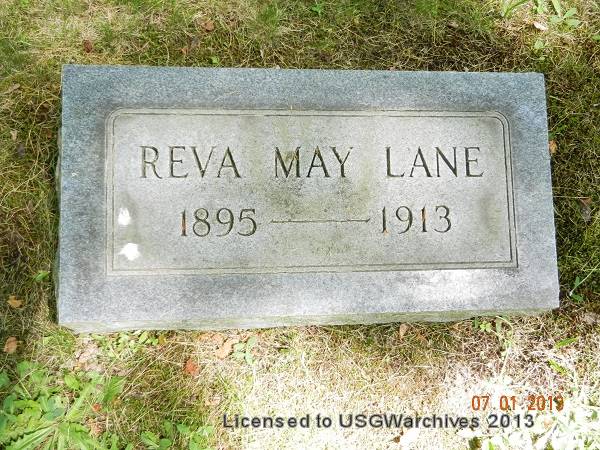 REVA MAY LANE
1895 — 1913
07 01 2013
Licensed to USGWarchives 2013